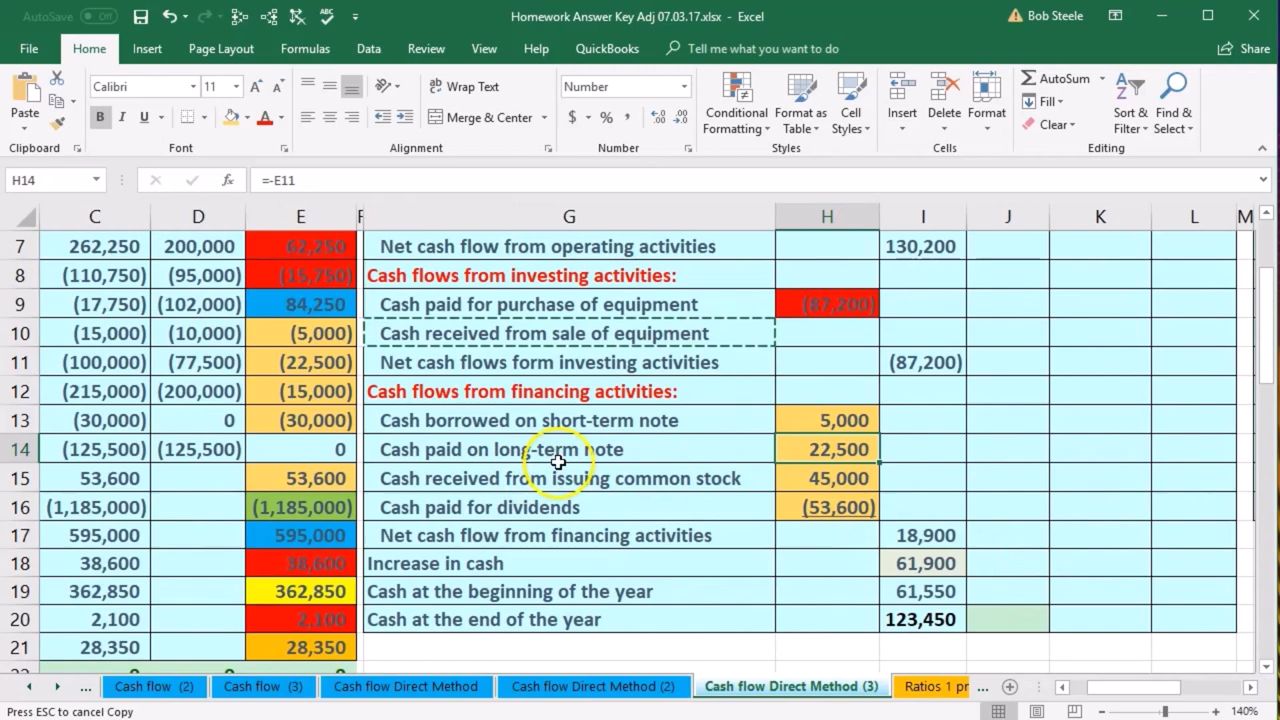 AutoSave Off Homework Answer Key Adj 07.03.17.xlsx - Excel Bob Steele
File Home Insert Page Layout Formulas Data Review View Help QuickBooks Tell me what you want to do Share
Calibri 11 Wrap Text Number AutoSum
Paste Merge & Center Conditional Formatting Format as Table Cell Styles Insert Delete Format Fill Clear Sort & Filter Find & Select
Clipboard Font Alignment Number Styles Cells Editing
H14 fx =-E11
C D E F G H I J K L M
7 262,250 200,000 62,250 Net cash flow from operating activities 130,200
8 (110,750) (95,000) (15,750) Cash flows from investing activities:
9 (17,750) (102,000) 84,250 Cash paid for purchase of equipment (87,200)
10 (15,000) (10,000) (5,000) Cash received from sale of equipment
11 (100,000) (77,500) (22,500) Net cash flows form investing activities (87,200)
12 (215,000) (200,000) (15,000) Cash flows from financing activities:
13 (30,000) 0 (30,000) Cash borrowed on short-term note 5,000
14 (125,500) (125,500) 0 Cash paid on long-term note 22,500
15 53,600 53,600 Cash received from issuing common stock 45,000
16 (1,185,000) (1,185,000) Cash paid for dividends (53,600)
17 595,000 595,000 Net cash flow from financing activities 18,900
18 38,600 38,600 Increase in cash 61,900
19 362,850 362,850 Cash at the beginning of the year 61,550
20 2,100 2,100 Cash at the end of the year 123,450
21 28,350 28,350
... Cash flow (2) Cash flow (3) Cash flow Direct Method Cash flow Direct Method (2) Cash flow Direct Method (3) Ratios 1 pr ...
Press ESC to cancel Copy 140%